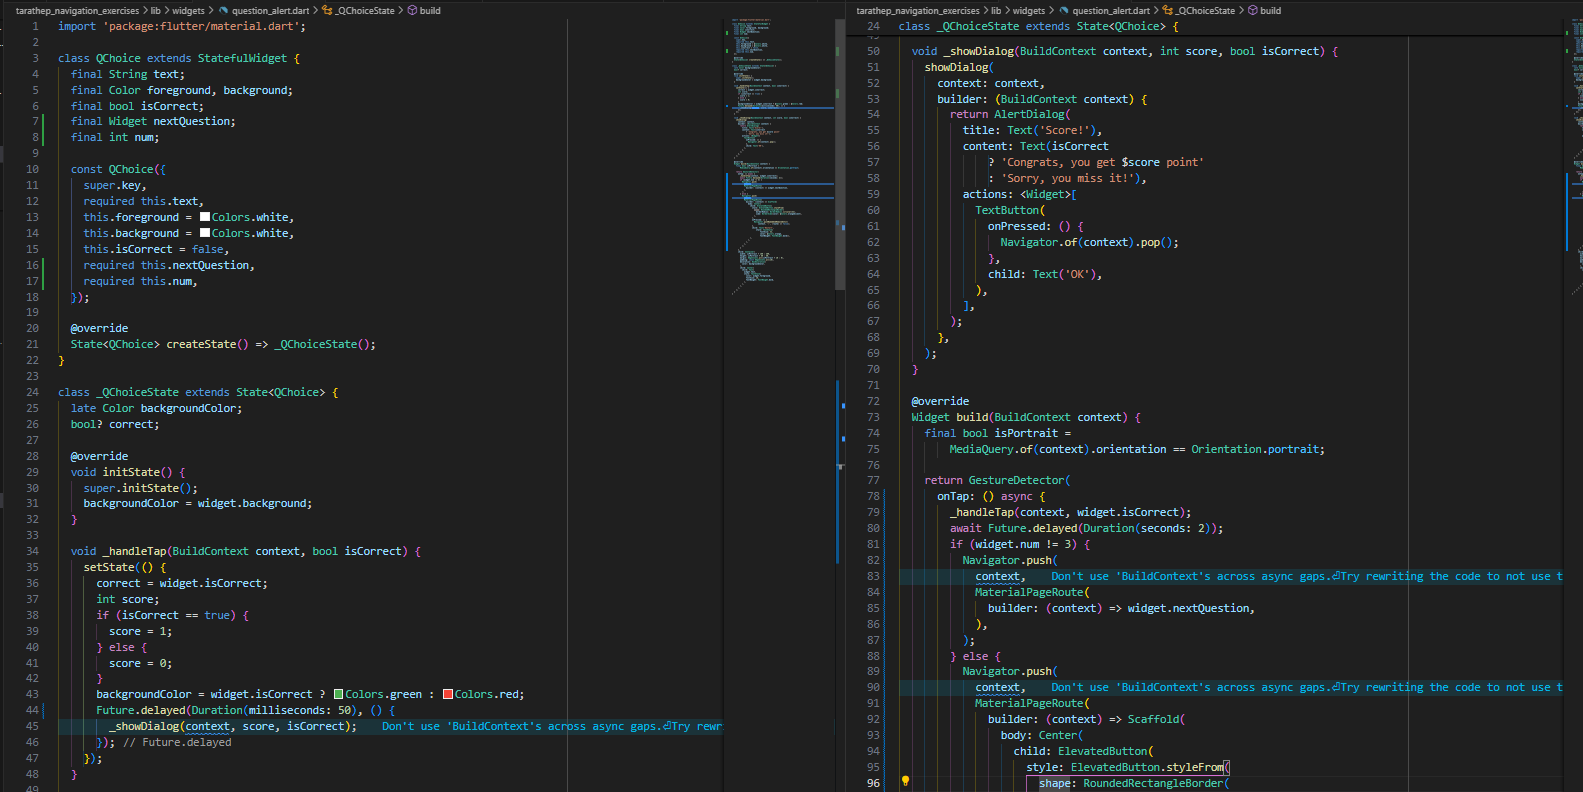 tarathep_navigation_exercises > lib > widgets > question_alert.dart > _QChoiceState > build
1 import 'package:flutter/material.dart';
2
3 class QChoice extends StatefulWidget {
4 final String text;
5 final Color foreground, background;
6 final bool isCorrect;
7 final Widget nextQuestion;
8 final int num;
9
10 const QChoice({
11 super.key,
12 required this.text,
13 this.foreground = Colors.white,
14 this.background = Colors.white,
15 this.isCorrect = false,
16 required this.nextQuestion,
17 required this.num,
18 });
19
20 @override
21 State<QChoice> createState() => _QChoiceState();
22 }
23
24 class _QChoiceState extends State<QChoice> {
25 late Color backgroundColor;
26 bool? correct;
27
28 @override
29 void initState() {
30 super.initState();
31 backgroundColor = widget.background;
32 }
33
34 void _handleTap(BuildContext context, bool isCorrect) {
35 setState(() {
36 correct = widget.isCorrect;
37 int score;
38 if (isCorrect == true) {
39 score = 1;
40 } else {
41 score = 0;
42 }
43 backgroundColor = widget.isCorrect ? Colors.green : Colors.red;
44 Future.delayed(Duration(milliseconds: 50), () {
45 _showDialog(context, score, isCorrect); Don't use 'BuildContext's across async gaps.⏎Try rewr
46 }); // Future.delayed
47 });
48 }
49
tarathep_navigation_exercises > lib > widgets > question_alert.dart > _QChoiceState > build
24 class _QChoiceState extends State<QChoice> {
50 void _showDialog(BuildContext context, int score, bool isCorrect) {
51 showDialog(
52 context: context,
53 builder: (BuildContext context) {
54 return AlertDialog(
55 title: Text('Score!'),
56 content: Text(isCorrect
57 ? 'Congrats, you get $score point'
58 : 'Sorry, you miss it!'),
59 actions: <Widget>[
60 TextButton(
61 onPressed: () {
62 Navigator.of(context).pop();
63 },
64 child: Text('OK'),
65 ),
66 ],
67 );
68 },
69 );
70 }
71
72 @override
73 Widget build(BuildContext context) {
74 final bool isPortrait =
75 MediaQuery.of(context).orientation == Orientation.portrait;
76
77 return GestureDetector(
78 onTap: () async {
79 _handleTap(context, widget.isCorrect);
80 await Future.delayed(Duration(seconds: 2));
81 if (widget.num != 3) {
82 Navigator.push(
83 context, Don't use 'BuildContext's across async gaps.⏎Try rewriting the code to not use t
84 MaterialPageRoute(
85 builder: (context) => widget.nextQuestion,
86 ),
87 );
88 } else {
89 Navigator.push(
90 context, Don't use 'BuildContext's across async gaps.⏎Try rewriting the code to not use t
91 MaterialPageRoute(
92 builder: (context) => Scaffold(
93 body: Center(
94 child: ElevatedButton(
95 style: ElevatedButton.styleFrom(
96 shape: RoundedRectangleBorder(